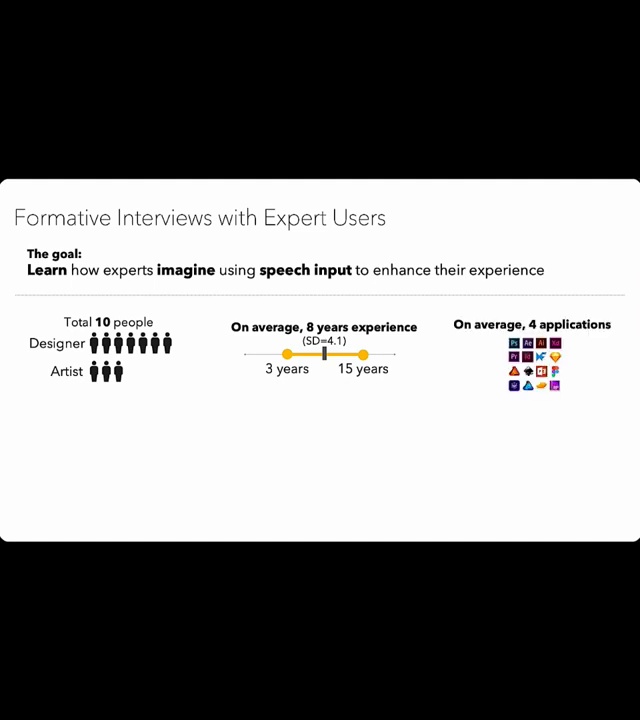 Formative Interviews with Expert Users
The goal:
Learn how experts imagine using speech input to enhance their experience
Total 10 people
Designer
Artist
On average, 8 years experience
(SD=4.1)
3 years 15 years
On average, 4 applications
Ps Ae Ai Xd
Pr Id